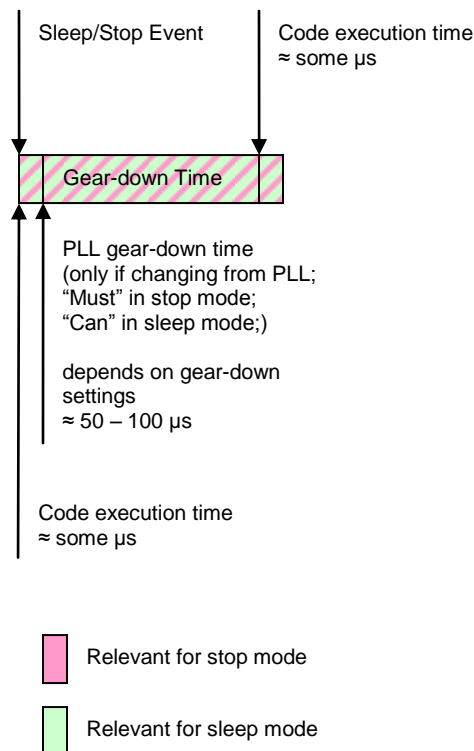 Sleep/Stop Event
Code execution time
≈ some µs
Gear-down Time
PLL gear-down time
(only if changing from PLL;
“Must” in stop mode;
“Can” in sleep mode;)
depends on gear-down
settings
≈ 50 – 100 µs
Code execution time
≈ some µs
Relevant for stop mode
Relevant for sleep mode